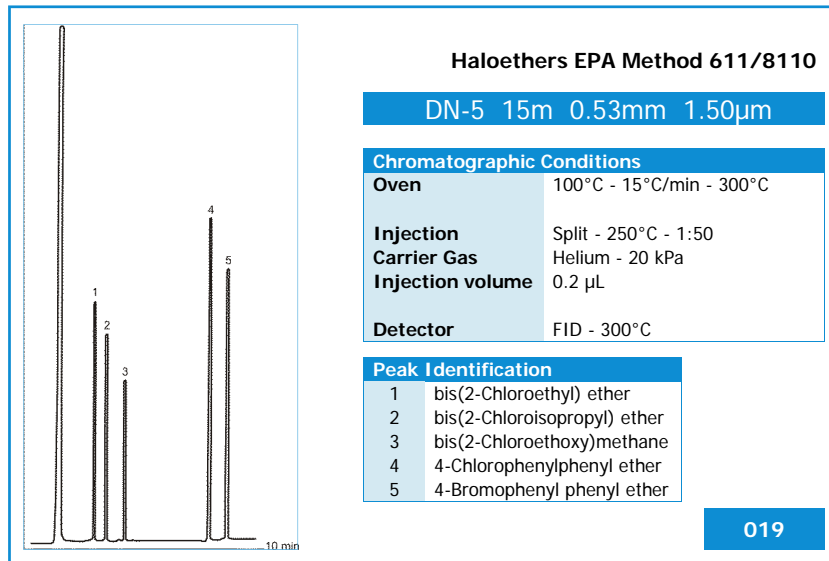 Haloethers EPA Method 611/8110
DN-5 15m 0.53mm 1.50µm
Chromatographic Conditions
Oven 100°C - 15°C/min - 300°C
Injection Split - 250°C - 1:50
Carrier Gas Helium - 20 kPa
Injection volume 0.2 µL
Detector FID - 300°C
Peak Identification
1 bis(2-Chloroethyl) ether
2 bis(2-Chloroisopropyl) ether
3 bis(2-Chloroethoxy)methane
4 4-Chlorophenylphenyl ether
5 4-Bromophenyl phenyl ether
019
1
2
3
4
5
10 min